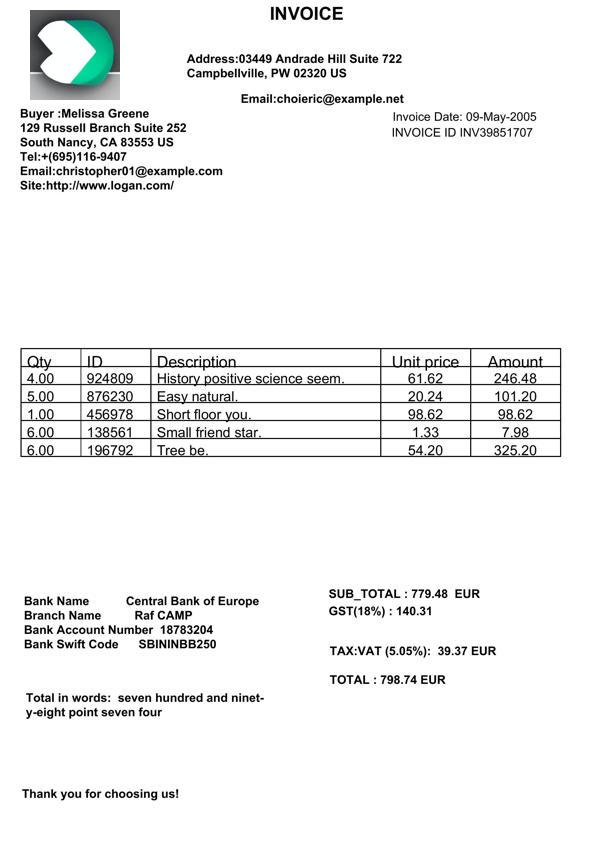 INVOICE
Address:03449 Andrade Hill Suite 722
Campbellville, PW 02320 US
Email:choieric@example.net
Buyer :Melissa Greene
129 Russell Branch Suite 252
South Nancy, CA 83553 US
Tel:+(695)116-9407
Email:christopher01@example.com
Site:http://www.logan.com/
Invoice Date: 09-May-2005
INVOICE ID INV39851707
Qty ID Description Unit price Amount
4.00 924809 History positive science seem. 61.62 246.48
5.00 876230 Easy natural. 20.24 101.20
1.00 456978 Short floor you. 98.62 98.62
6.00 138561 Small friend star. 1.33 7.98
6.00 196792 Tree be. 54.20 325.20
Bank Name Central Bank of Europe
Branch Name Raf CAMP
Bank Account Number 18783204
Bank Swift Code SBININBB250
SUB_TOTAL : 779.48 EUR
GST(18%) : 140.31
TAX:VAT (5.05%): 39.37 EUR
TOTAL : 798.74 EUR
Total in words: seven hundred and ninet-
y-eight point seven four
Thank you for choosing us!